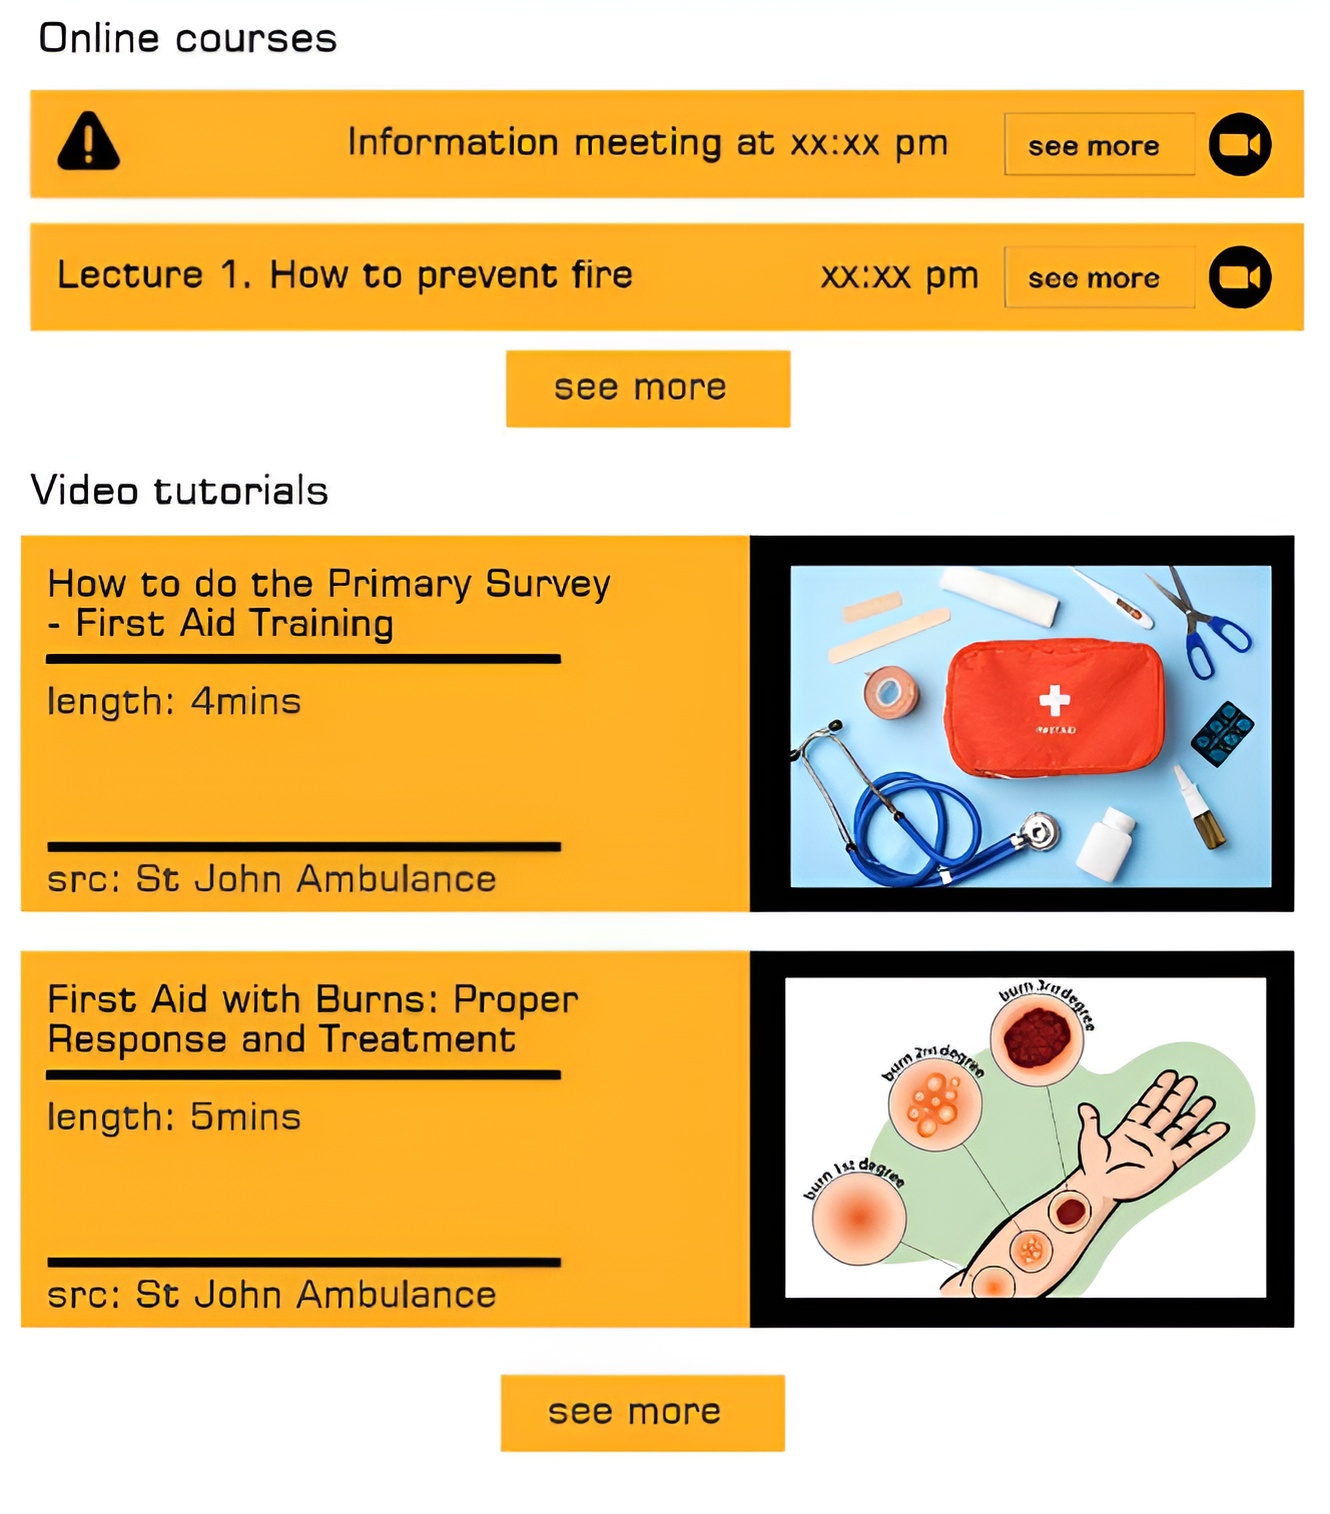 Online courses
Information meeting at xx:xx pm
see more
Lecture 1. How to prevent fire
xx:xx pm
see more
see more
Video tutorials
How to do the Primary Survey
- First Aid Training
length: 4mins
src: St John Ambulance
First Aid with Burns: Proper
Response and Treatment
length: 5mins
src: St John Ambulance
burn 3rd degree
burn 2nd degree
burn 1st degree
see more